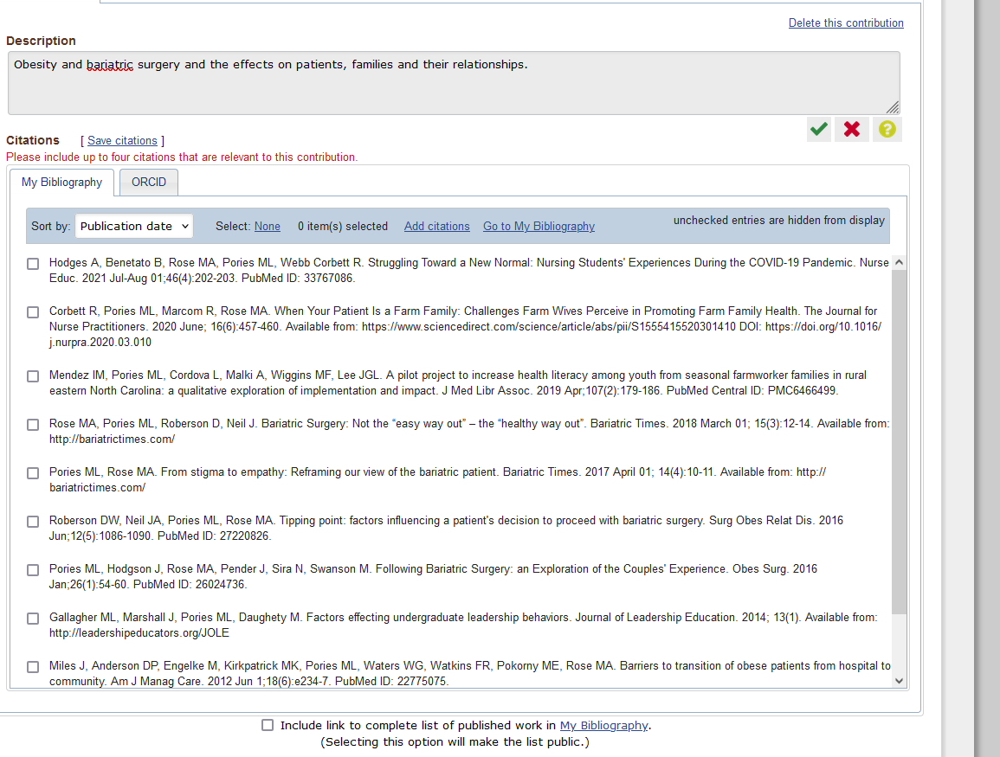 Delete this contribution
Description
Obesity and bariatric surgery and the effects on patients, families and their relationships.
Citations [ Save citations ]
Please include up to four citations that are relevant to this contribution.
My Bibliography ORCID
Sort by: Publication date Select: None 0 item(s) selected Add citations Go to My Bibliography unchecked entries are hidden from display
Hodges A, Benetato B, Rose MA, Pories ML, Webb Corbett R. Struggling Toward a New Normal: Nursing Students' Experiences During the COVID-19 Pandemic. Nurse
Educ. 2021 Jul-Aug 01;46(4):202-203. PubMed ID: 33767086.
Corbett R, Pories ML, Marcom R, Rose MA. When Your Patient Is a Farm Family: Challenges Farm Wives Perceive in Promoting Farm Family Health. The Journal for
Nurse Practitioners. 2020 June; 16(6):457-460. Available from: https://www.sciencedirect.com/science/article/abs/pii/S1555415520301410 DOI: https://doi.org/10.1016/
j.nurpra.2020.03.010
Mendez IM, Pories ML, Cordova L, Malki A, Wiggins MF, Lee JGL. A pilot project to increase health literacy among youth from seasonal farmworker families in rural
eastern North Carolina: a qualitative exploration of implementation and impact. J Med Libr Assoc. 2019 Apr;107(2):179-186. PubMed Central ID: PMC6466499.
Rose MA, Pories ML, Roberson D, Neil J. Bariatric Surgery: Not the “easy way out” – the “healthy way out”. Bariatric Times. 2018 March 01; 15(3):12-14. Available from:
http://bariatrictimes.com/
Pories ML, Rose MA. From stigma to empathy: Reframing our view of the bariatric patient. Bariatric Times. 2017 April 01; 14(4):10-11. Available from: http://
bariatrictimes.com/
Roberson DW, Neil JA, Pories ML, Rose MA. Tipping point: factors influencing a patient's decision to proceed with bariatric surgery. Surg Obes Relat Dis. 2016
Jun;12(5):1086-1090. PubMed ID: 27220826.
Pories ML, Hodgson J, Rose MA, Pender J, Sira N, Swanson M. Following Bariatric Surgery: an Exploration of the Couples' Experience. Obes Surg. 2016
Jan;26(1):54-60. PubMed ID: 26024736.
Gallagher ML, Marshall J, Pories ML, Daughety M. Factors effecting undergraduate leadership behaviors. Journal of Leadership Education. 2014; 13(1). Available from:
http://leadershipeducators.org/JOLE
Miles J, Anderson DP, Engelke M, Kirkpatrick MK, Pories ML, Waters WG, Watkins FR, Pokorny ME, Rose MA. Barriers to transition of obese patients from hospital to
community. Am J Manag Care. 2012 Jun 1;18(6):e234-7. PubMed ID: 22775075.
Include link to complete list of published work in My Bibliography.
(Selecting this option will make the list public.)